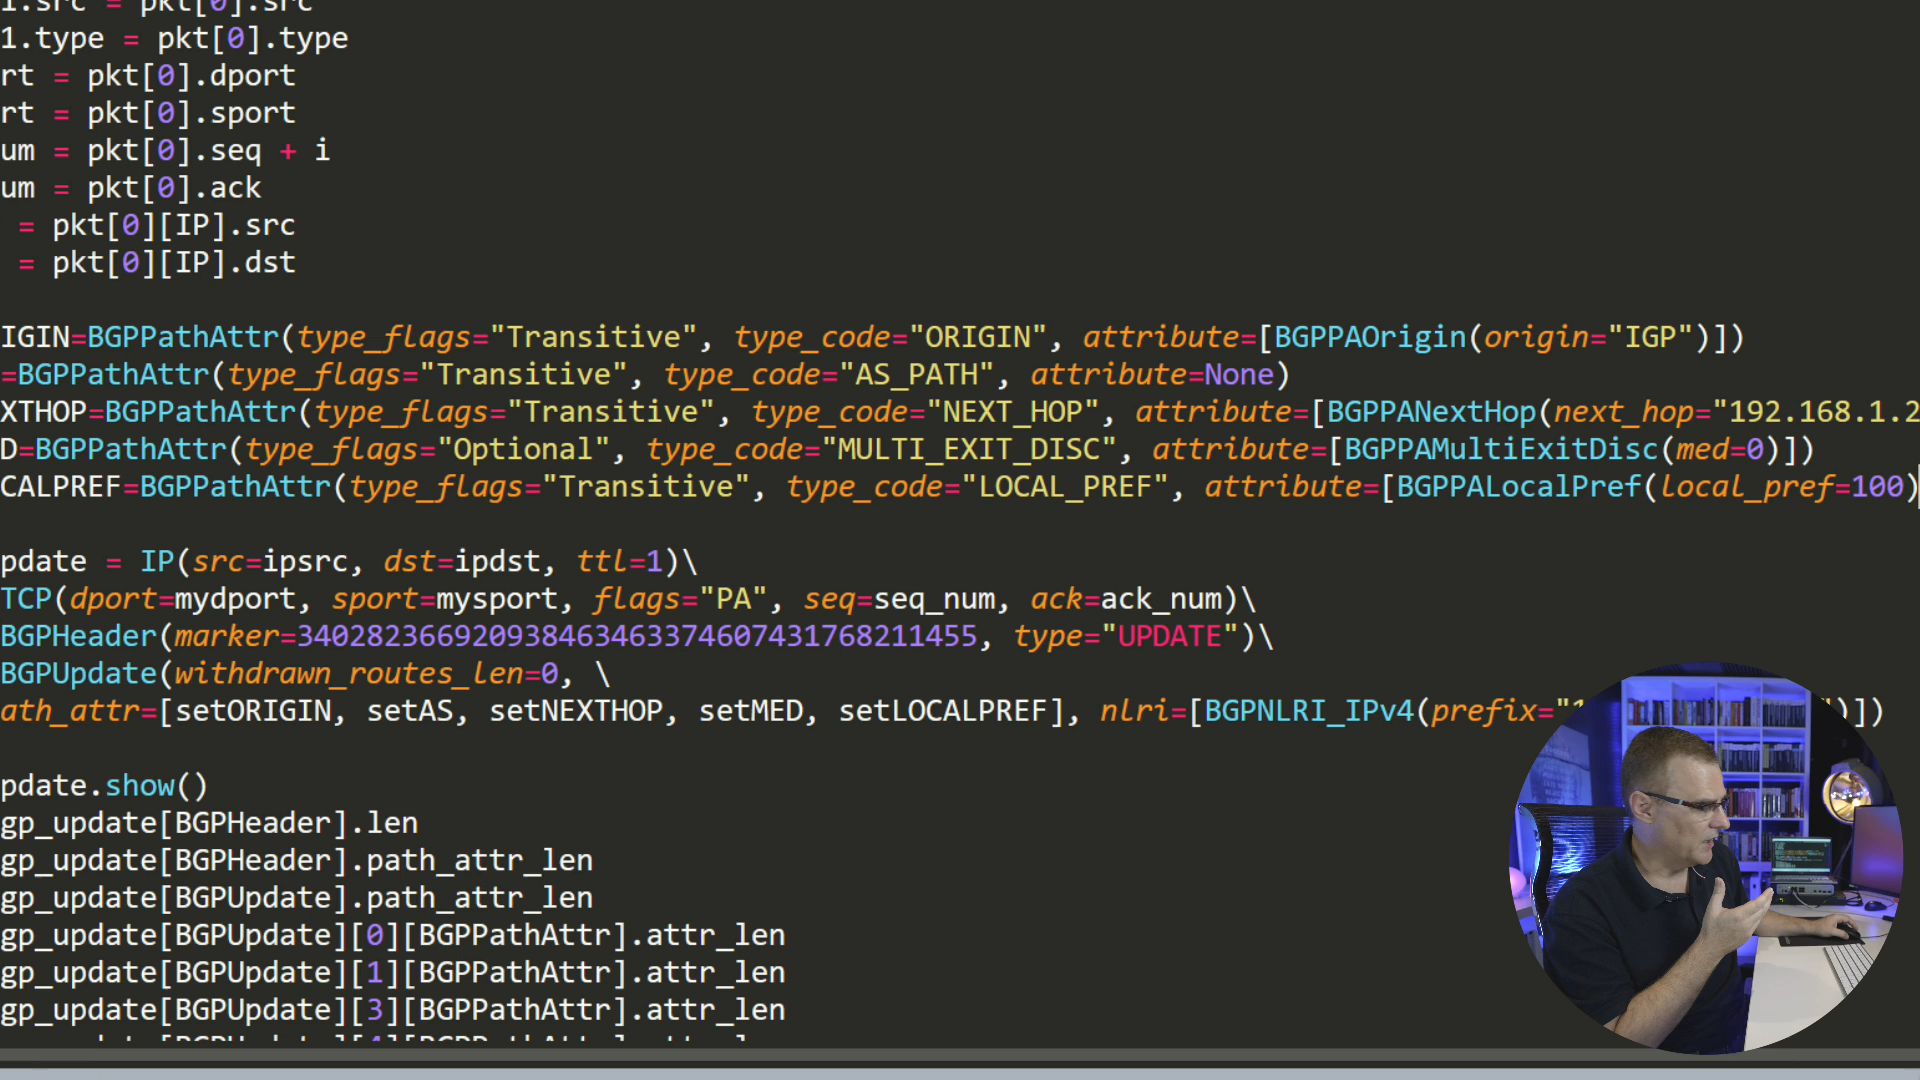 1.src = pkt[0].src
1.type = pkt[0].type
rt = pkt[0].dport
rt = pkt[0].sport
um = pkt[0].seq + i
um = pkt[0].ack
= pkt[0][IP].src
= pkt[0][IP].dst
IGIN=BGPPathAttr(type_flags="Transitive", type_code="ORIGIN", attribute=[BGPPAOrigin(origin="IGP")])
=BGPPathAttr(type_flags="Transitive", type_code="AS_PATH", attribute=None)
XTHOP=BGPPathAttr(type_flags="Transitive", type_code="NEXT_HOP", attribute=[BGPPANextHop(next_hop="192.168.1.2
D=BGPPathAttr(type_flags="Optional", type_code="MULTI_EXIT_DISC", attribute=[BGPPAMultiExitDisc(med=0)])
CALPREF=BGPPathAttr(type_flags="Transitive", type_code="LOCAL_PREF", attribute=[BGPPALocalPref(local_pref=100)
pdate = IP(src=ipsrc, dst=ipdst, ttl=1)\
TCP(dport=mydport, sport=mysport, flags="PA", seq=seq_num, ack=ack_num)\
BGPHeader(marker=340282366920938463463374607431768211455, type="UPDATE")\
BGPUpdate(withdrawn_routes_len=0, \
ath_attr=[setORIGIN, setAS, setNEXTHOP, setMED, setLOCALPREF], nlri=[BGPNLRI_IPv4(prefix="1 ")])
pdate.show()
gp_update[BGPHeader].len
gp_update[BGPHeader].path_attr_len
gp_update[BGPUpdate].path_attr_len
gp_update[BGPUpdate][0][BGPPathAttr].attr_len
gp_update[BGPUpdate][1][BGPPathAttr].attr_len
gp_update[BGPUpdate][3][BGPPathAttr].attr_len